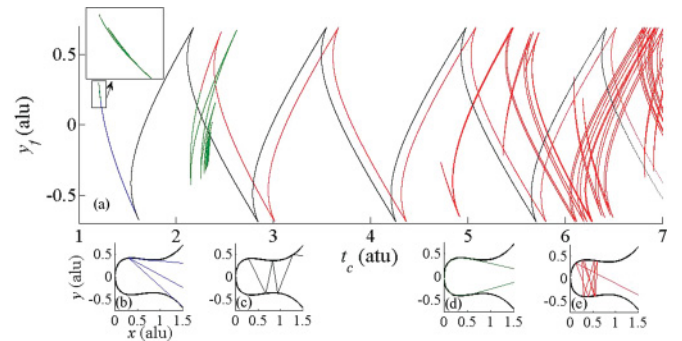 0.5
0
-0.5
y_f (alu)
(a)
1 2 3 4 5 6 7
t_c (atu)
0.5 0.5 0.5 0.5
0 0 0 0
-0.5 -0.5 -0.5 -0.5
y (alu)
(b) (c) (d) (e)
0 0.5 1 1.5 0 0.5 1 1.5 0 0.5 1 1.5 0 0.5 1 1.5
x (alu)